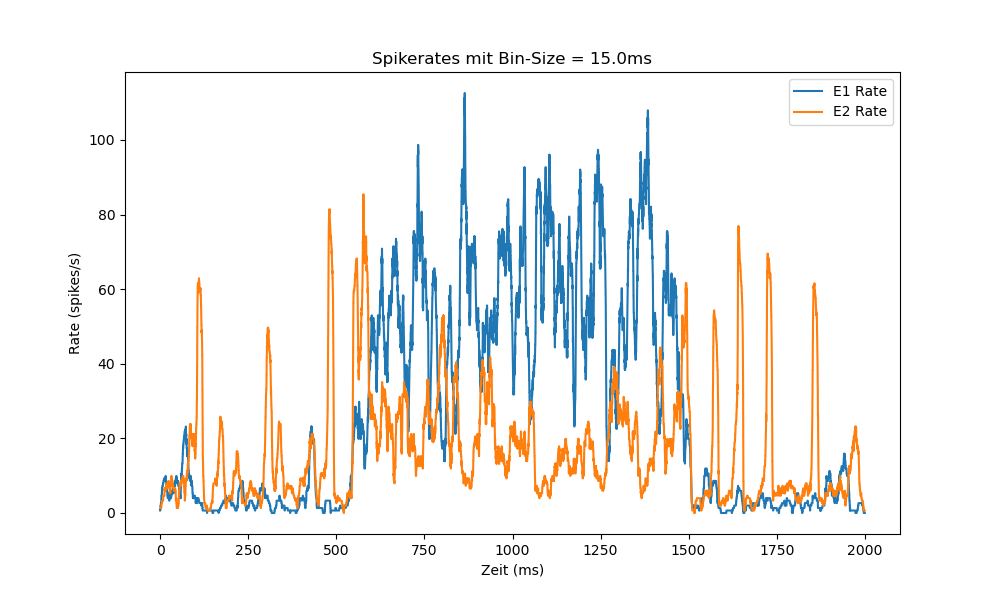 Spikerates mit Bin-Size = 15.0ms
E1 Rate
E2 Rate
Rate (spikes/s)
100
80
60
40
20
0
0 250 500 750 1000 1250 1500 1750 2000
Zeit (ms)